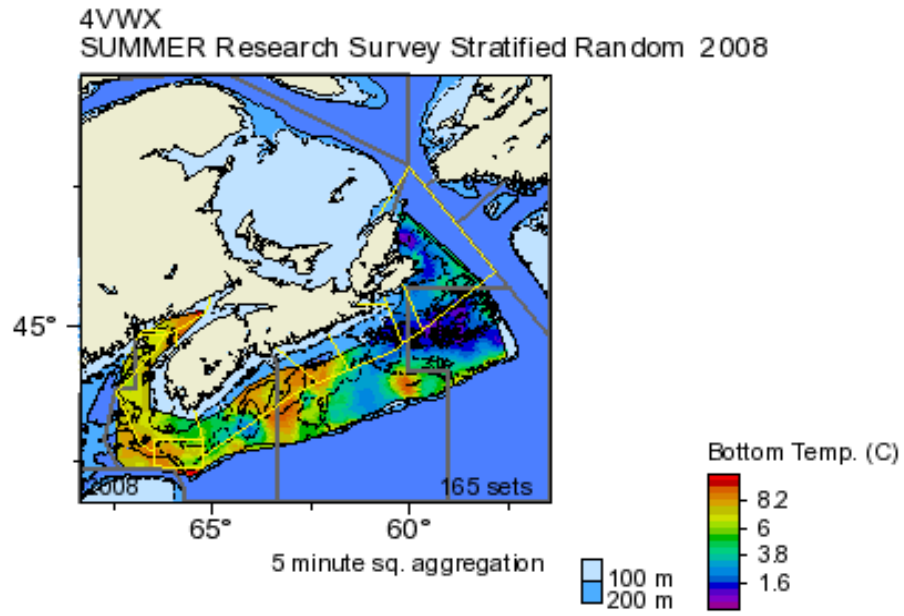 4VWX
SUMMER Research Survey Stratified Random 2008
45°
2008
165 sets
65°
60°
5 minute sq. aggregation
100 m
200 m
Bottom Temp. (C)
8.2
6
3.8
1.6